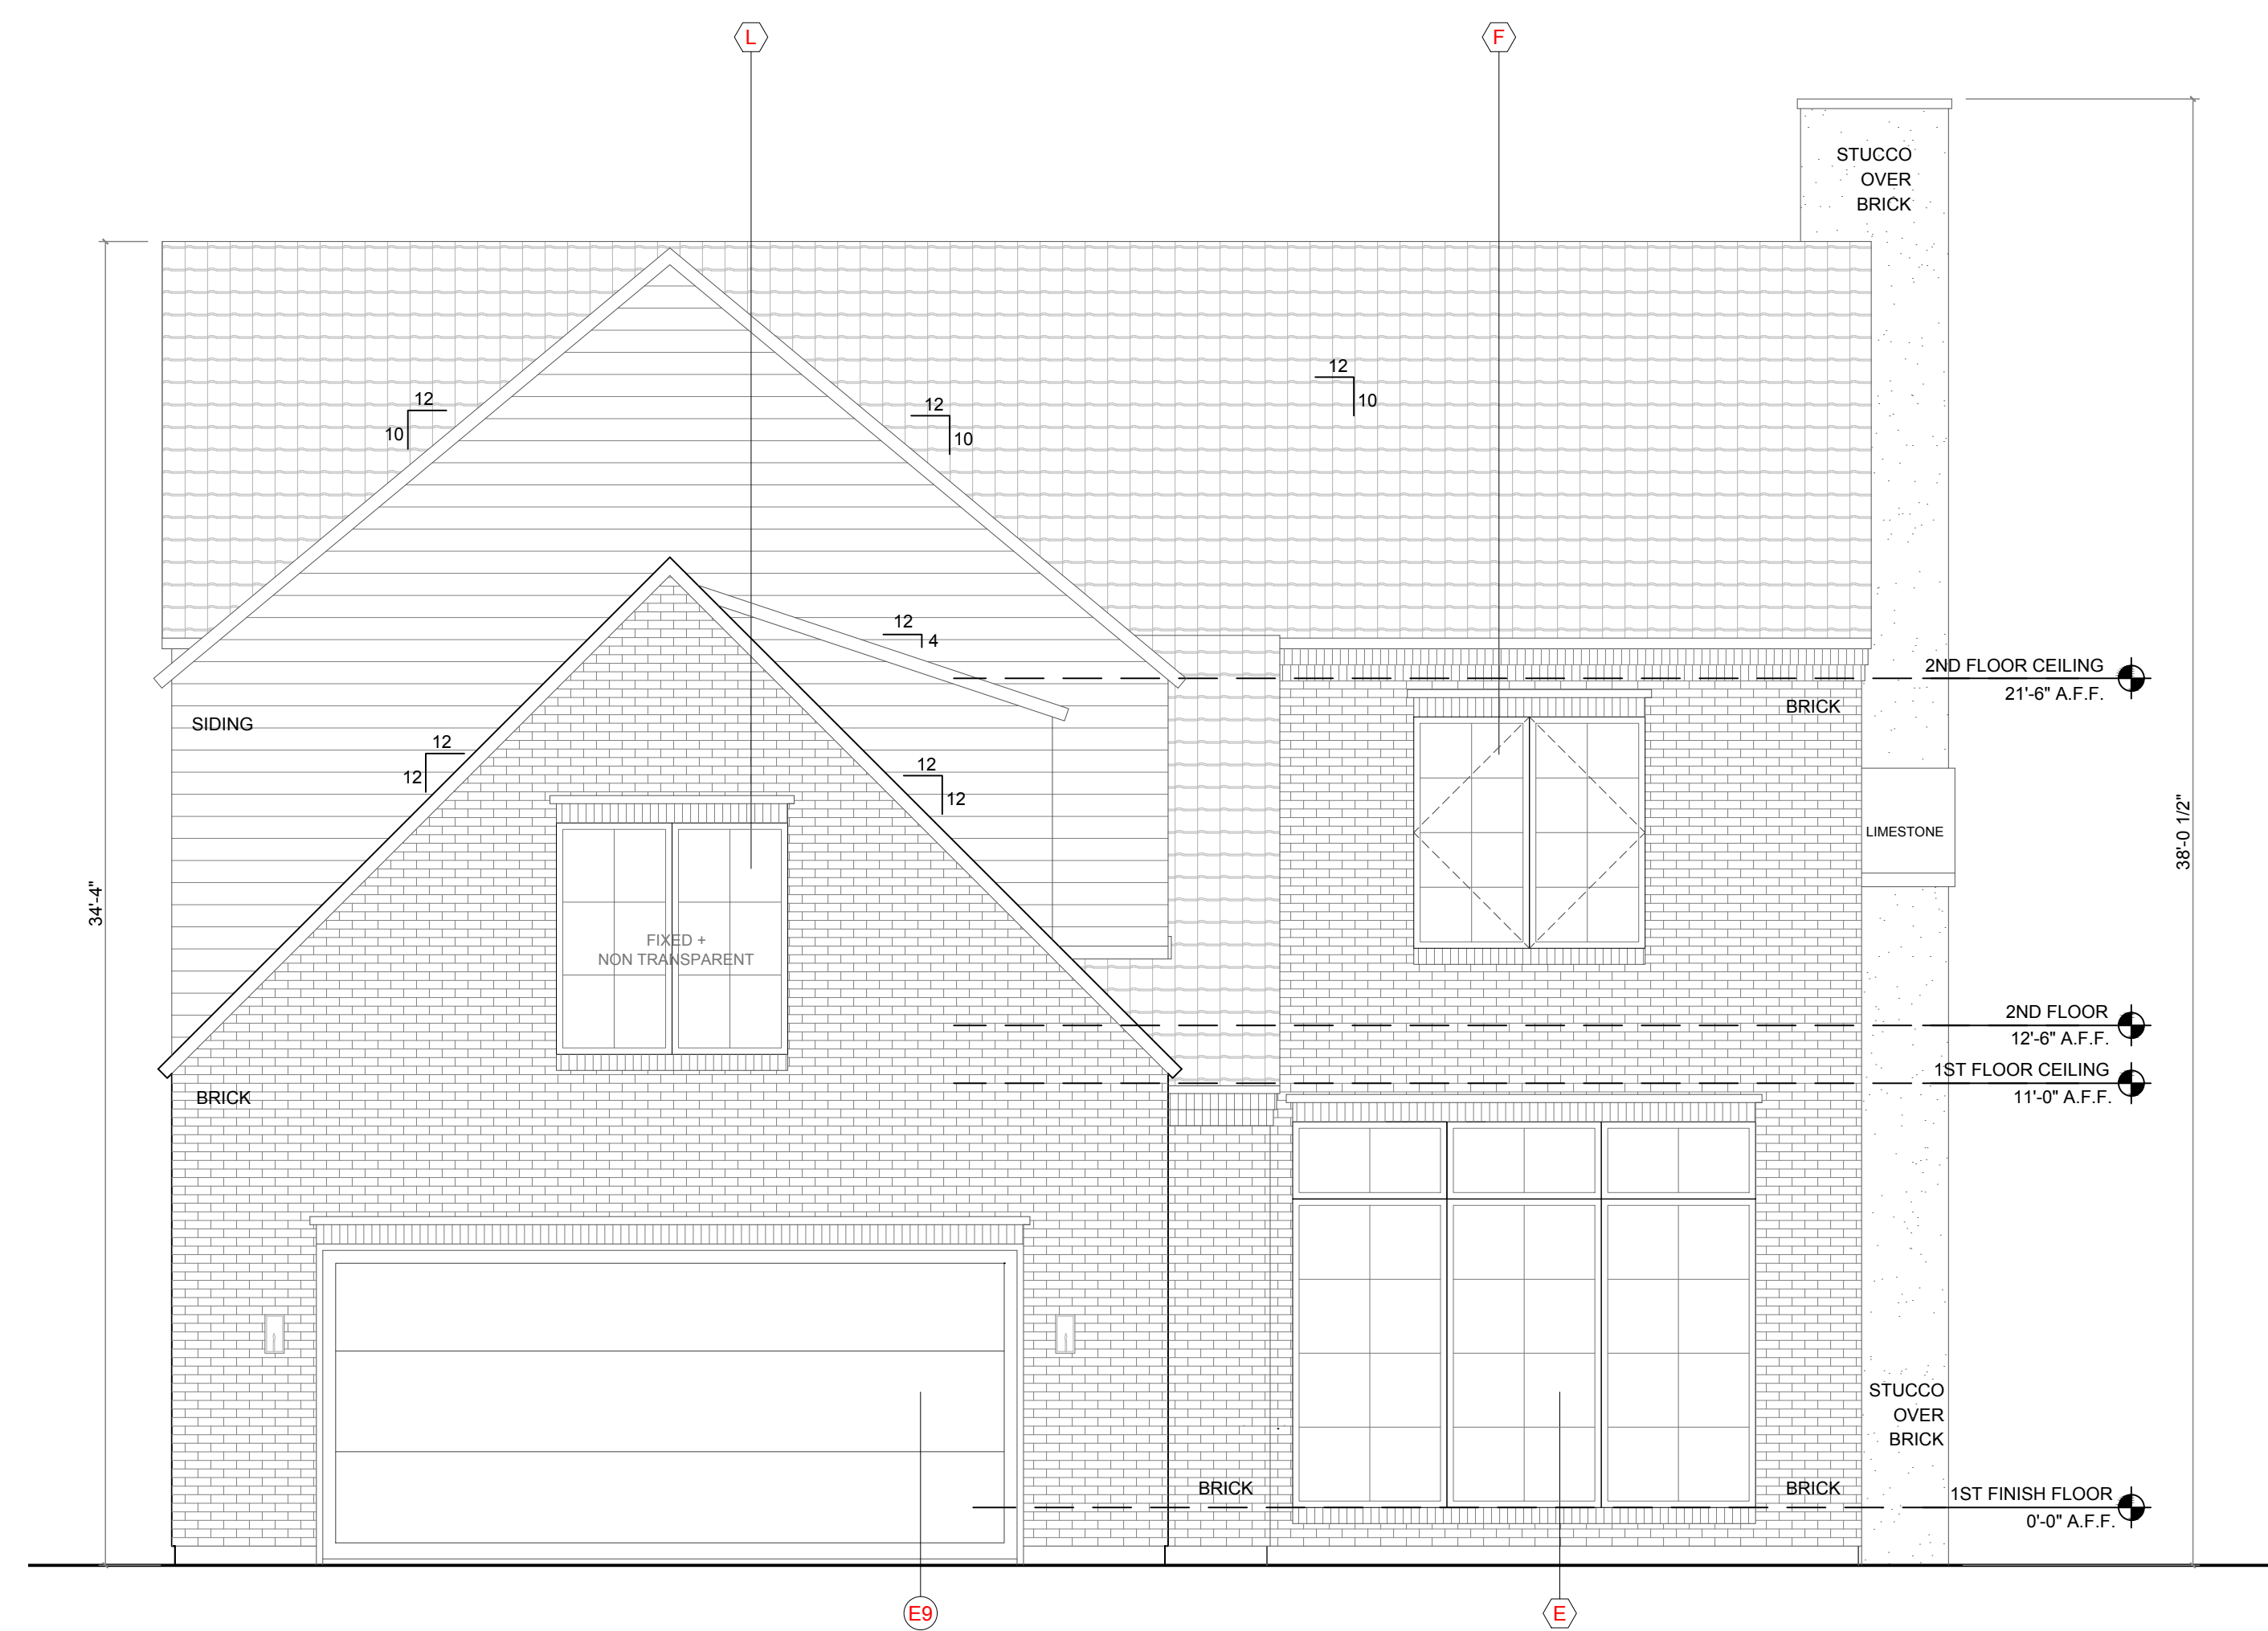 L
F
STUCCO
OVER
BRICK
12
10
12
10
12
10
12
4
2ND FLOOR CEILING
21'-6" A.F.F.
BRICK
SIDING
12
12
12
12
LIMESTONE
38'-0 1/2"
34'-4"
FIXED +
NON TRANSPARENT
2ND FLOOR
12'-6" A.F.F.
1ST FLOOR CEILING
11'-0" A.F.F.
BRICK
STUCCO
OVER
BRICK
BRICK
BRICK
1ST FINISH FLOOR
0'-0" A.F.F.
E9
E